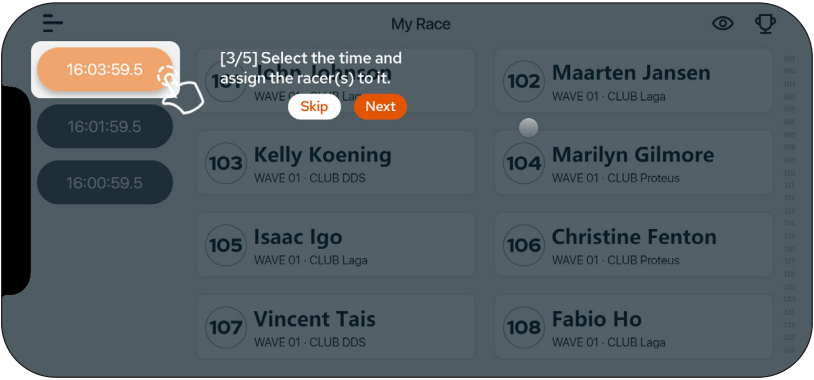 My Race
16:03:59.5
16:01:59.5
16:00:59.5
[3/5] Select the time and
assign the racer(s) to it.
Skip
Next
101 John Johnson
WAVE 01 · CLUB Laga
102 Maarten Jansen
WAVE 01 · CLUB Laga
103 Kelly Koening
WAVE 01 · CLUB DDS
104 Marilyn Gilmore
WAVE 01 · CLUB Proteus
105 Isaac Igo
WAVE 01 · CLUB Laga
106 Christine Fenton
WAVE 01 · CLUB Proteus
107 Vincent Tais
WAVE 01 · CLUB DDS
108 Fabio Ho
WAVE 01 · CLUB Laga